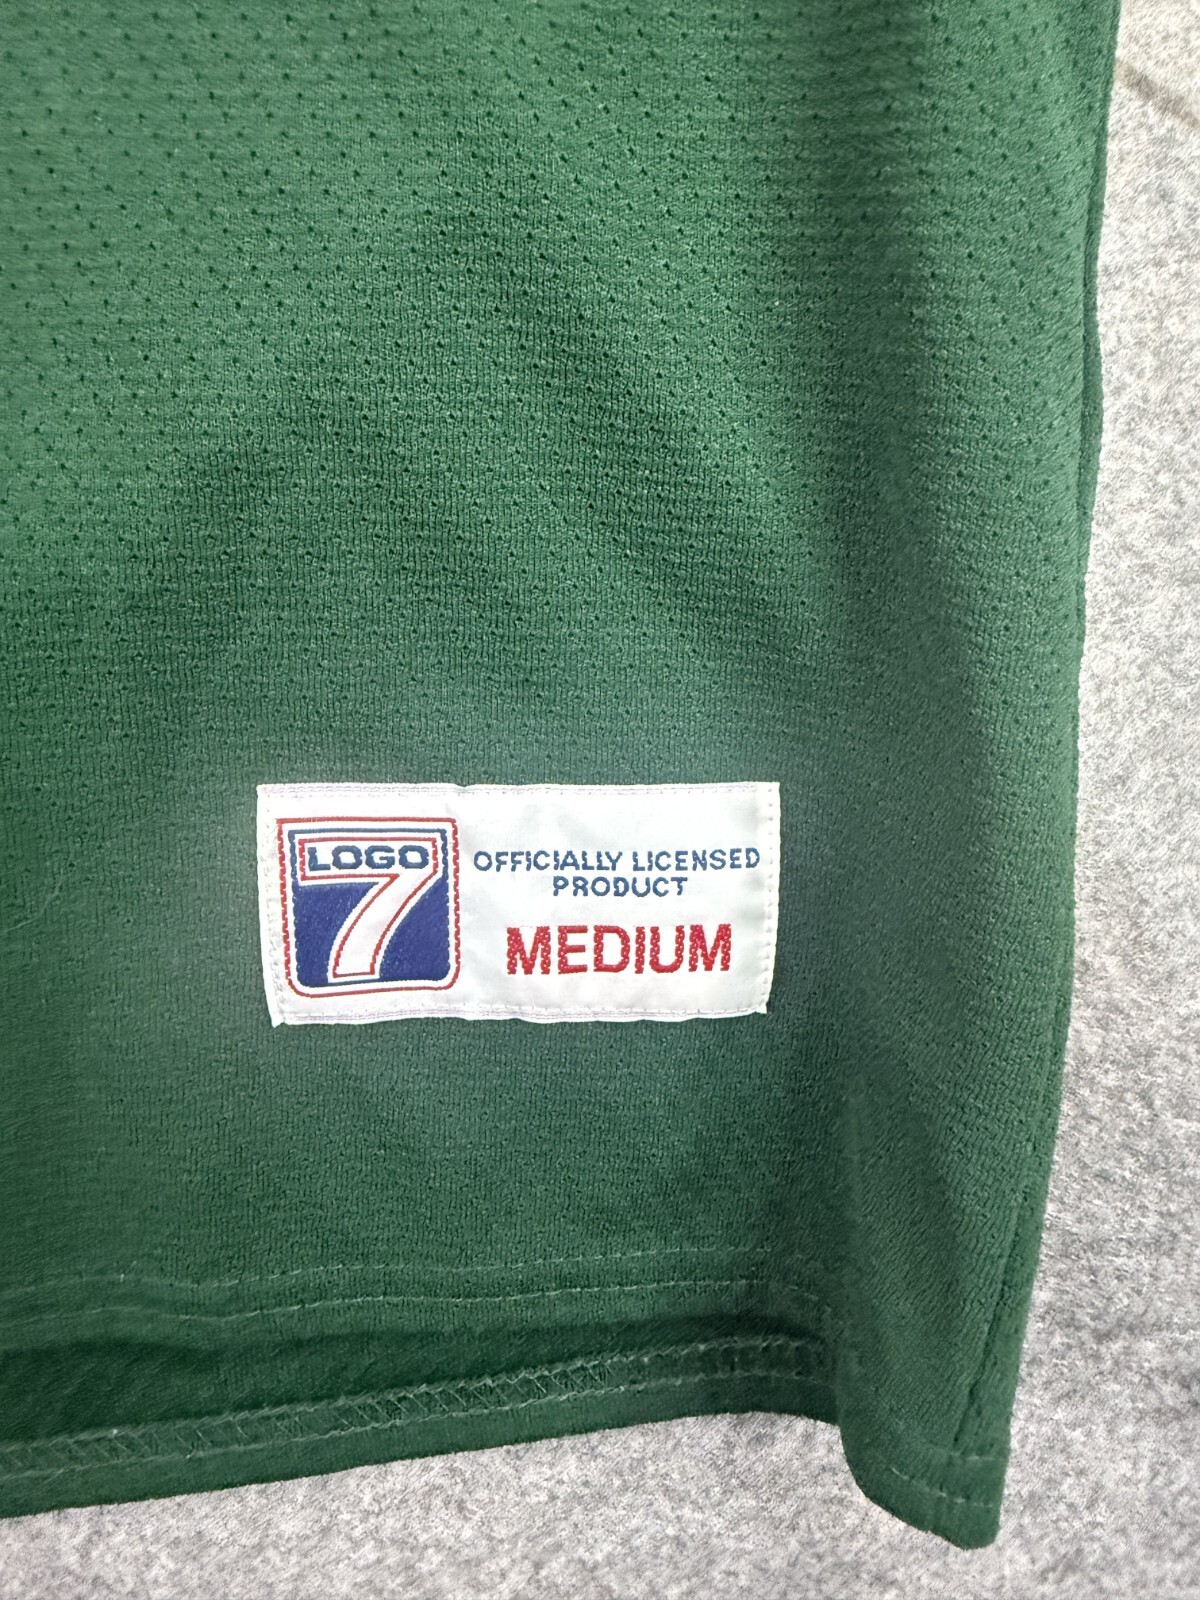 LOGO
7
OFFICIALLY LICENSED
PRODUCT
MEDIUM